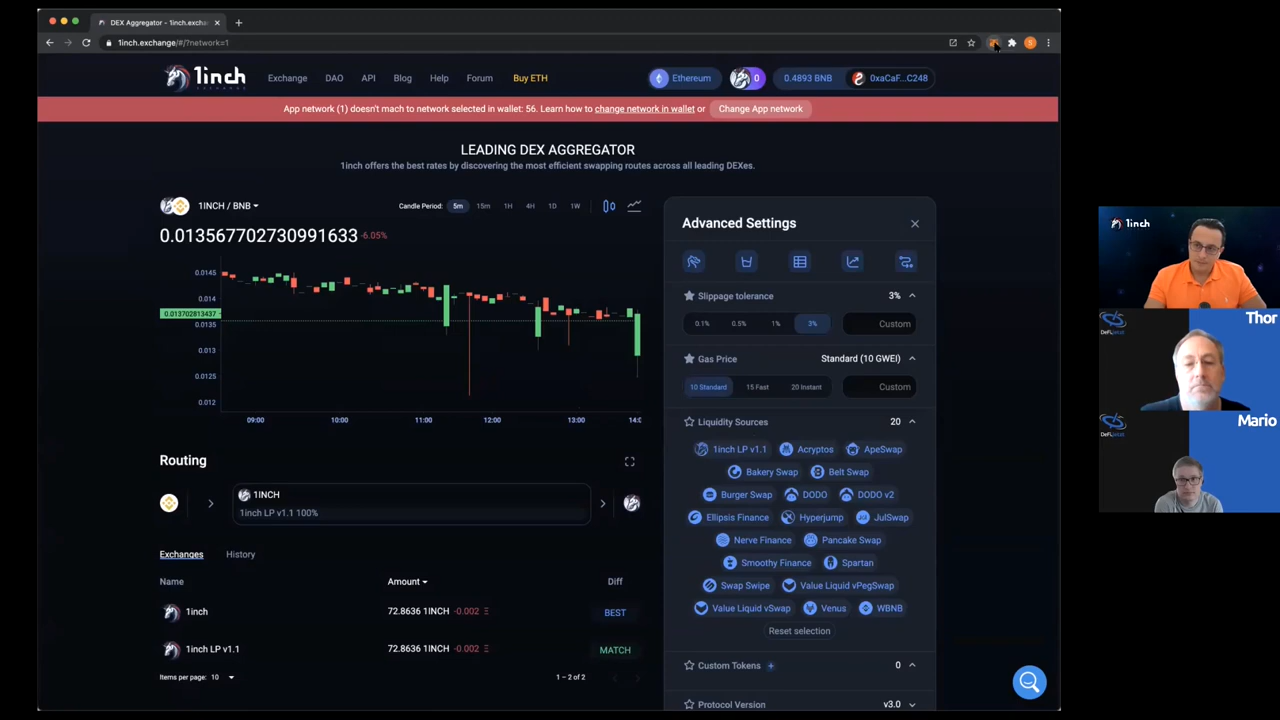 DEX Aggregator - 1inch.excha
1inch.exchange/#/?network=1
S
1inch
EXCHANGE
Exchange
DAO
API
Blog
Help
Forum
Buy ETH
Ethereum
0
0.4893 BNB
0xaCaF...C248
App network (1) doesn't mach to network selected in wallet: 56. Learn how to change network in wallet or
Change App network
LEADING DEX AGGREGATOR
1inch offers the best rates by discovering the most efficient swapping routes across all leading DEXes.
1INCH / BNB
Candle Period:
5m
15m
1H
4H
1D
1W
0.013567702730991633 -6.05%
0.0145
0.014
0.013702813437
0.0135
0.013
0.0125
0.012
09:00
10:00
11:00
12:00
13:00
14:0
Routing
1INCH
1inch LP v1.1 100%
Exchanges
History
Name
Amount
Diff
1inch
72.8636 1INCH -0.002 Ξ
BEST
1inch LP v1.1
72.8636 1INCH -0.002 Ξ
MATCH
Items per page: 10
1 – 2 of 2
Advanced Settings
Slippage tolerance
3%
0.1%
0.5%
1%
3%
Custom
Gas Price
Standard (10 GWEI)
10 Standard
15 Fast
20 Instant
Custom
Liquidity Sources
20
1inch LP v1.1
Acryptos
ApeSwap
Bakery Swap
Belt Swap
Burger Swap
DODO
DODO v2
Ellipsis Finance
Hyperjump
JulSwap
Nerve Finance
Pancake Swap
Smoothy Finance
Spartan
Swap Swipe
Value Liquid vPegSwap
Value Liquid vSwap
Venus
WBNB
Reset selection
Custom Tokens +
0
Protocol Version
v3.0
1inch
Thor
Mario